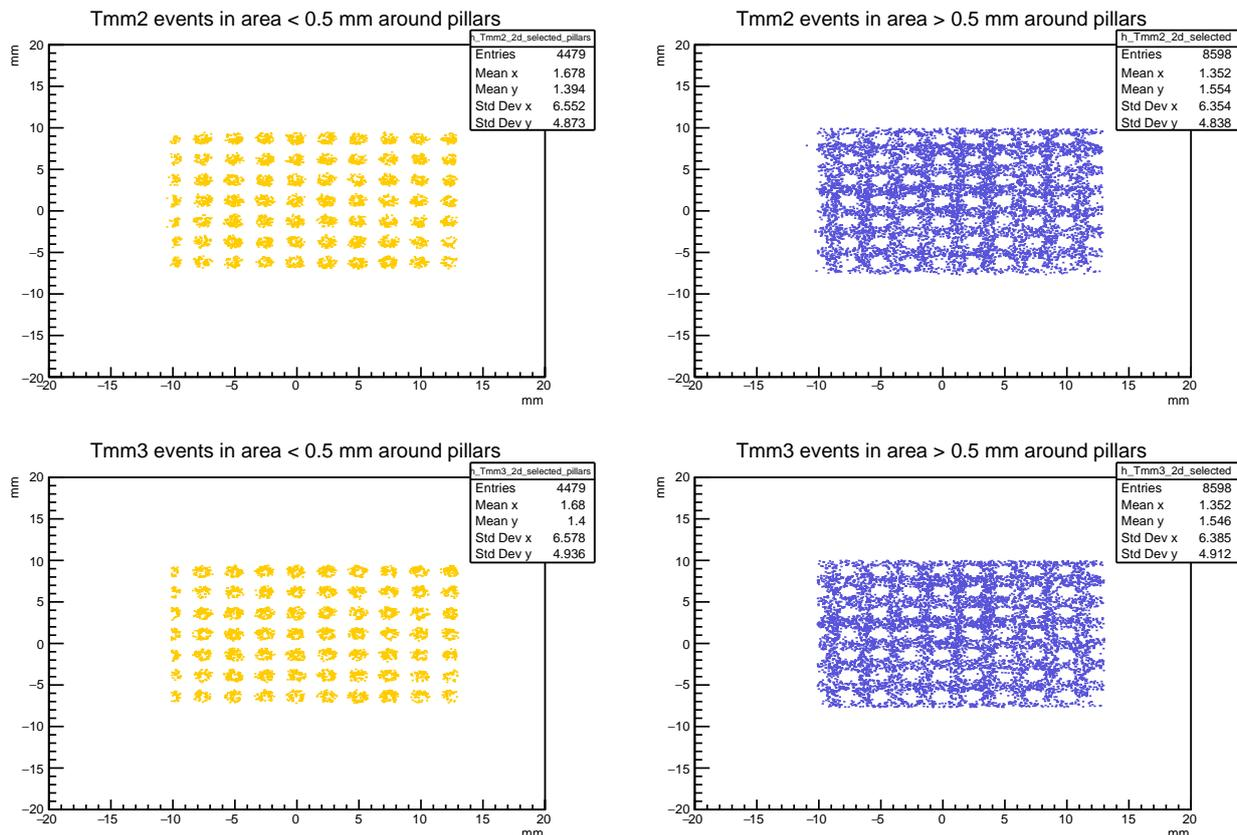 Tmm2 events in area < 0.5 mm around pillars
h_Tmm2_2d_selected_pillars
Entries 4479
Mean x 1.678
Mean y 1.394
Std Dev x 6.552
Std Dev y 4.873
mm
20
15
10
5
0
−5
−10
−15
−20
−20 −15 −10 −5 0 5 10 15 20
mm
Tmm2 events in area > 0.5 mm around pillars
h_Tmm2_2d_selected
Entries 8598
Mean x 1.352
Mean y 1.554
Std Dev x 6.354
Std Dev y 4.838
mm
20
15
10
5
0
−5
−10
−15
−20
−20 −15 −10 −5 0 5 10 15 20
mm
Tmm3 events in area < 0.5 mm around pillars
h_Tmm3_2d_selected_pillars
Entries 4479
Mean x 1.68
Mean y 1.4
Std Dev x 6.578
Std Dev y 4.936
mm
20
15
10
5
0
−5
−10
−15
−20
−20 −15 −10 −5 0 5 10 15 20
mm
Tmm3 events in area > 0.5 mm around pillars
h_Tmm3_2d_selected
Entries 8598
Mean x 1.352
Mean y 1.546
Std Dev x 6.385
Std Dev y 4.912
mm
20
15
10
5
0
−5
−10
−15
−20
−20 −15 −10 −5 0 5 10 15 20
mm